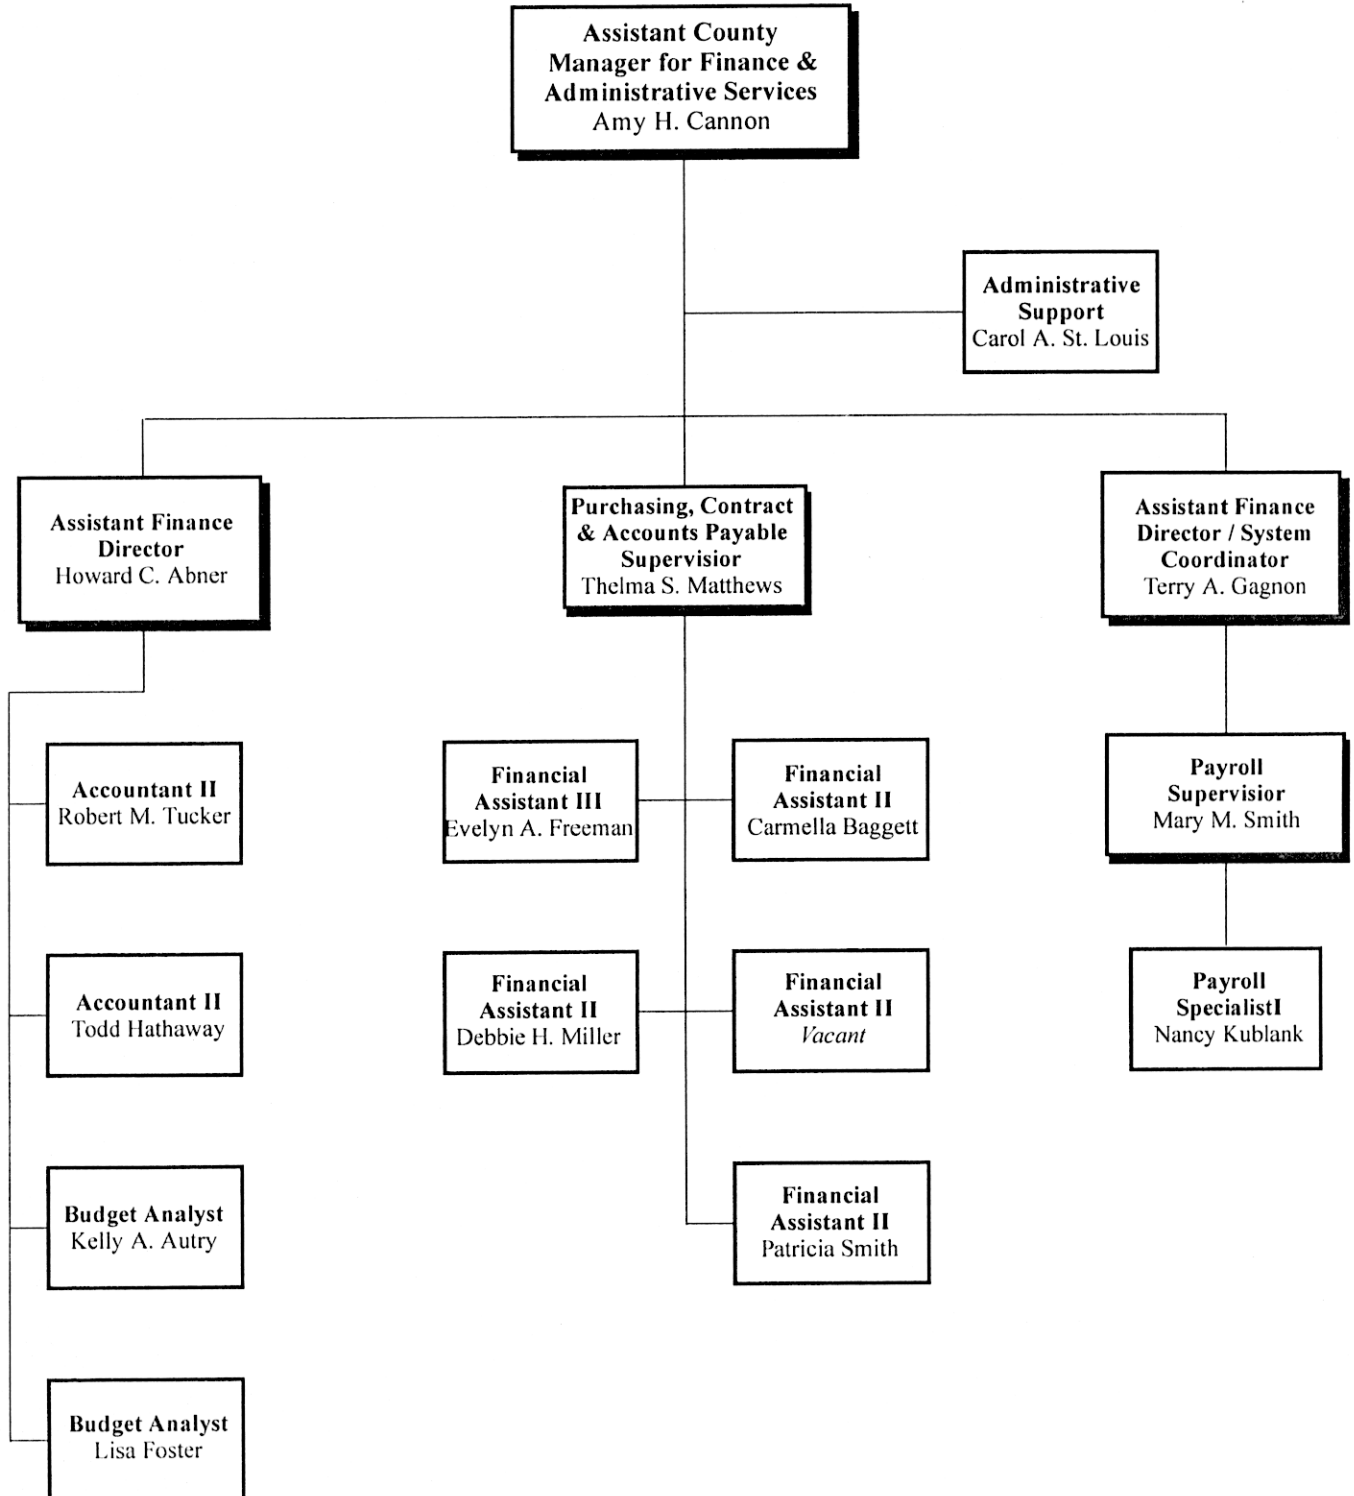 Assistant County
Manager for Finance &
Administrative Services
Amy H. Cannon
Administrative
Support
Carol A. St. Louis
Assistant Finance
Director
Howard C. Abner
Purchasing, Contract
& Accounts Payable
Supervisior
Thelma S. Matthews
Assistant Finance
Director / System
Coordinator
Terry A. Gagnon
Accountant II
Robert M. Tucker
Financial
Assistant III
Evelyn A. Freeman
Financial
Assistant II
Carmella Baggett
Payroll
Supervisior
Mary M. Smith
Accountant II
Todd Hathaway
Financial
Assistant II
Debbie H. Miller
Financial
Assistant II
Vacant
Payroll
SpecialistI
Nancy Kublank
Budget Analyst
Kelly A. Autry
Financial
Assistant II
Patricia Smith
Budget Analyst
Lisa Foster